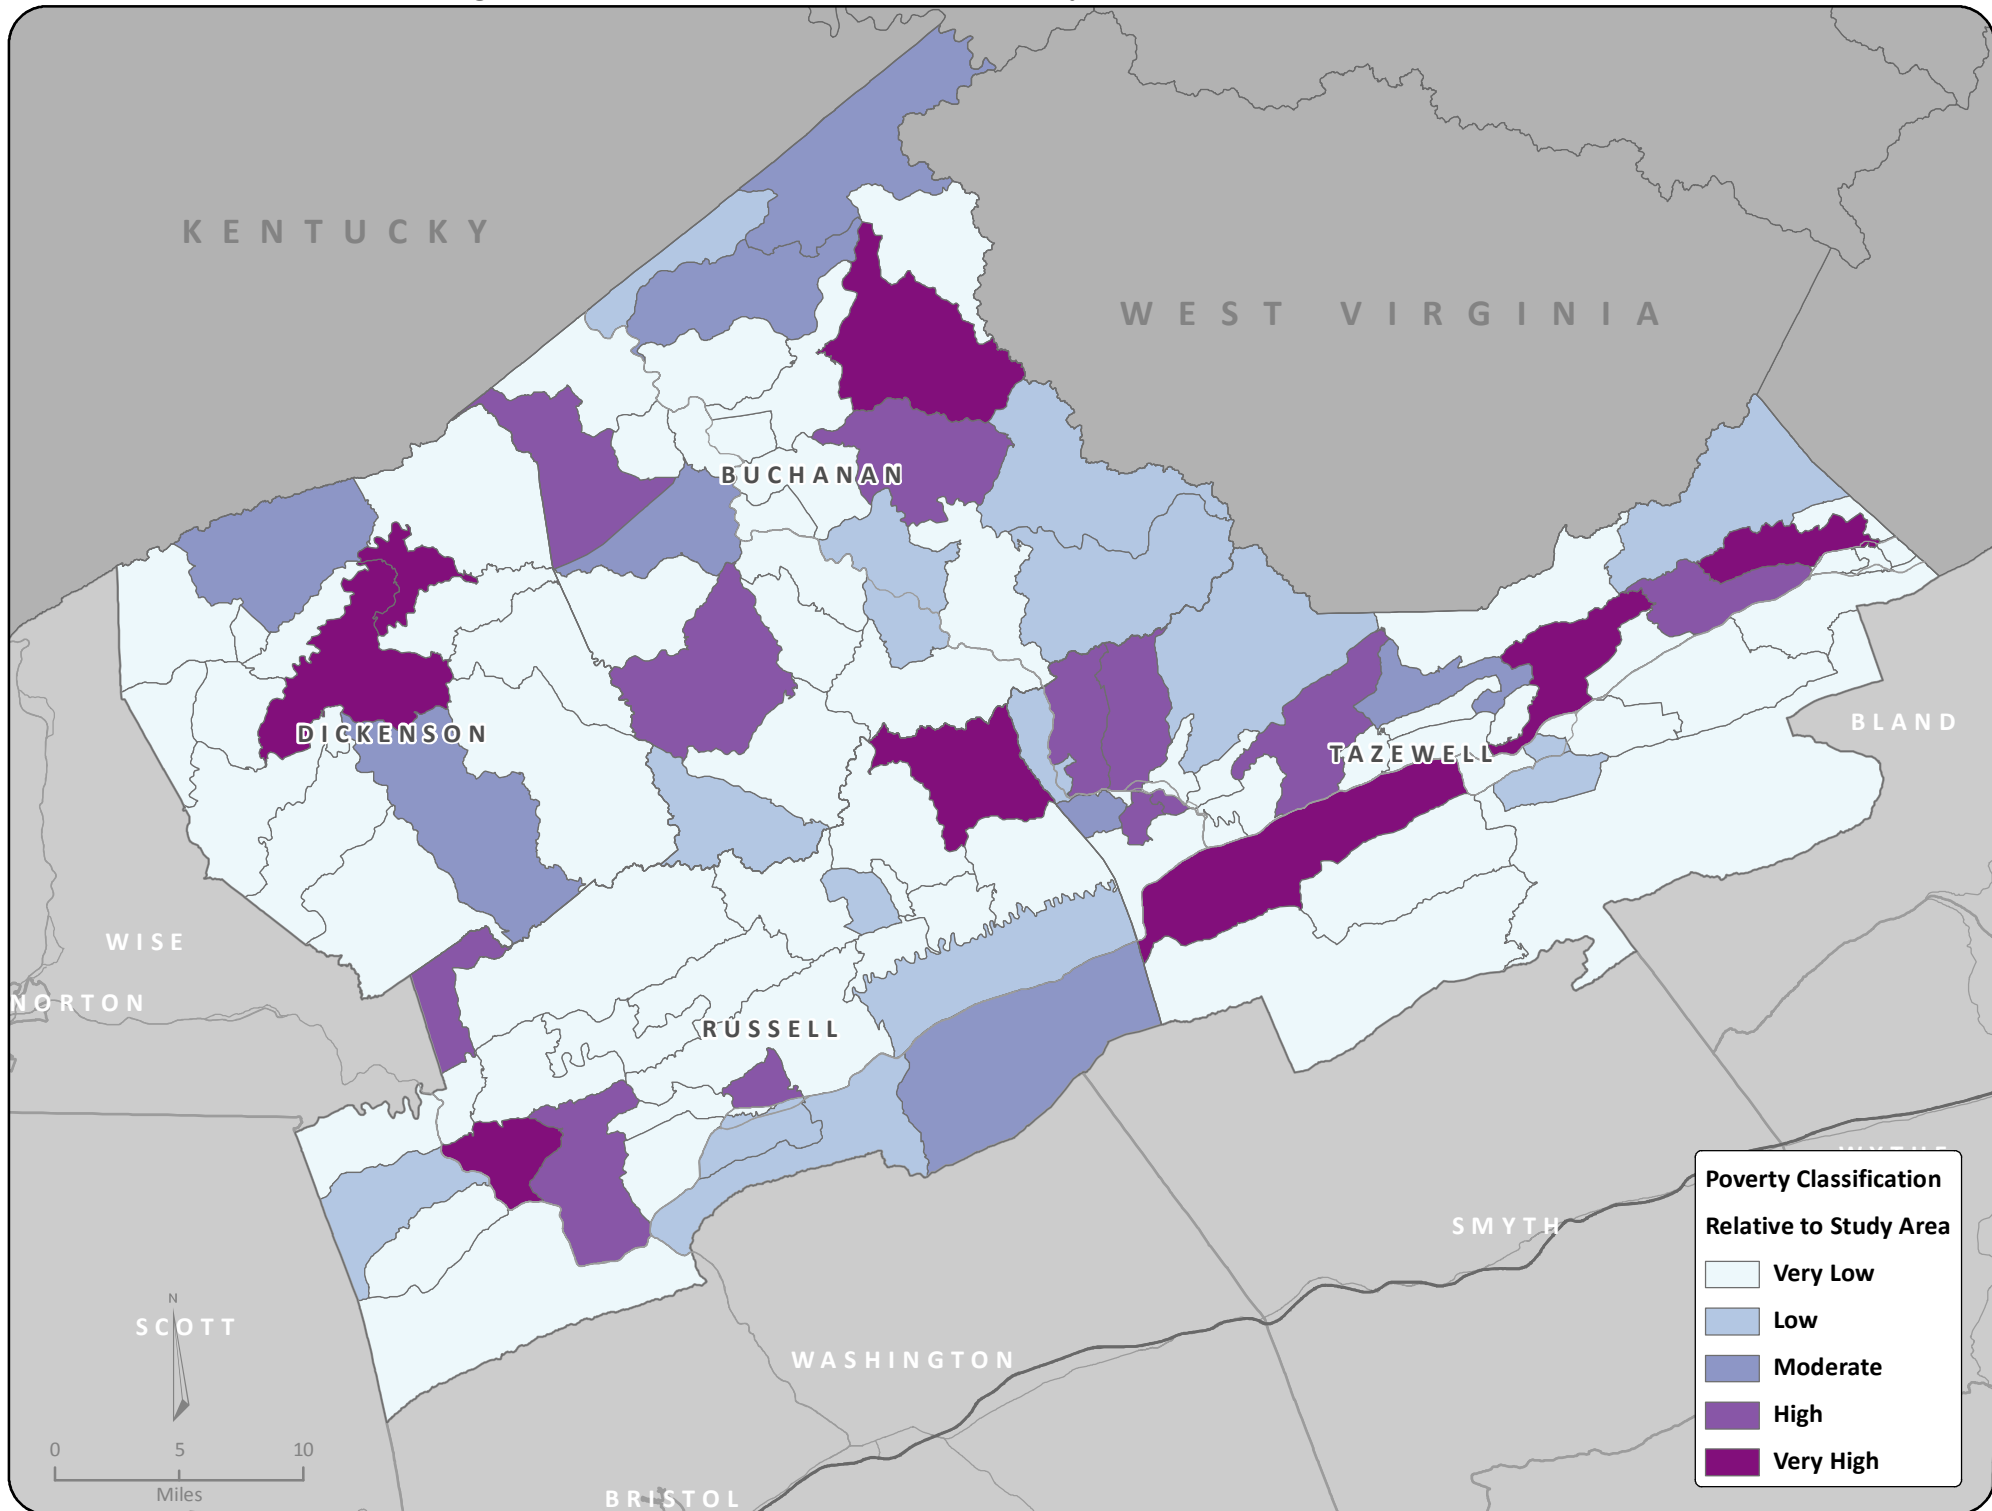 KENTUCKY
WEST VIRGINIA
BUCHANAN
BLAND
DICKENSON
TAZEWELL
WISE
NORTON
RUSSELL
SMYTH
SCOTT
WASHINGTON
BRISTOL
N
0 5 10
Miles
Poverty Classification
Relative to Study Area
Very Low
Low
Moderate
High
Very High